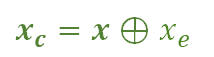 x_c = x ⊕ x_e